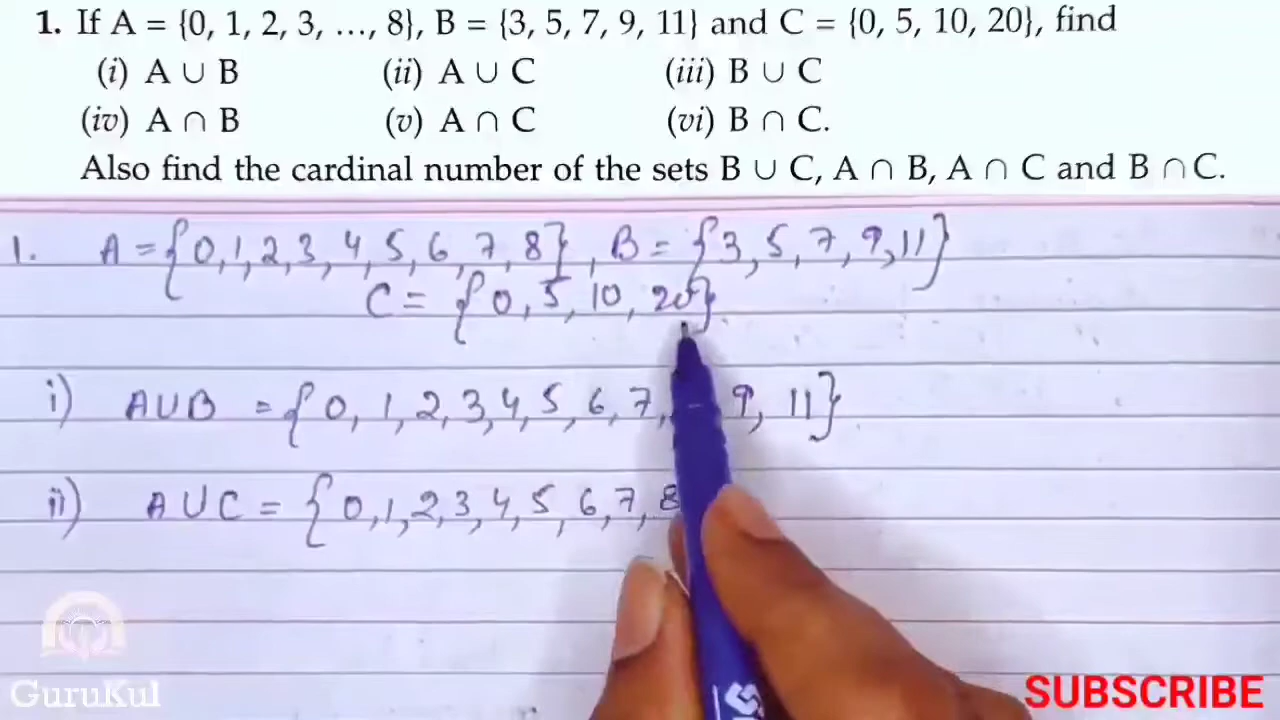 1. If A = {0, 1, 2, 3, ..., 8}, B = {3, 5, 7, 9, 11} and C = {0, 5, 10, 20}, find
(i) A ∪ B (ii) A ∪ C (iii) B ∪ C
(iv) A ∩ B (v) A ∩ C (vi) B ∩ C.
Also find the cardinal number of the sets B ∪ C, A ∩ B, A ∩ C and B ∩ C.
1. A = {0, 1, 2, 3, 4, 5, 6, 7, 8}, B = {3, 5, 7, 9, 11}
C = {0, 5, 10, 20}
i) A∪B = {0, 1, 2, 3, 4, 5, 6, 7, 9, 11}
ii) A∪C = {0, 1, 2, 3, 4, 5, 6, 7, 8
GuruKul
SUBSCRIBE